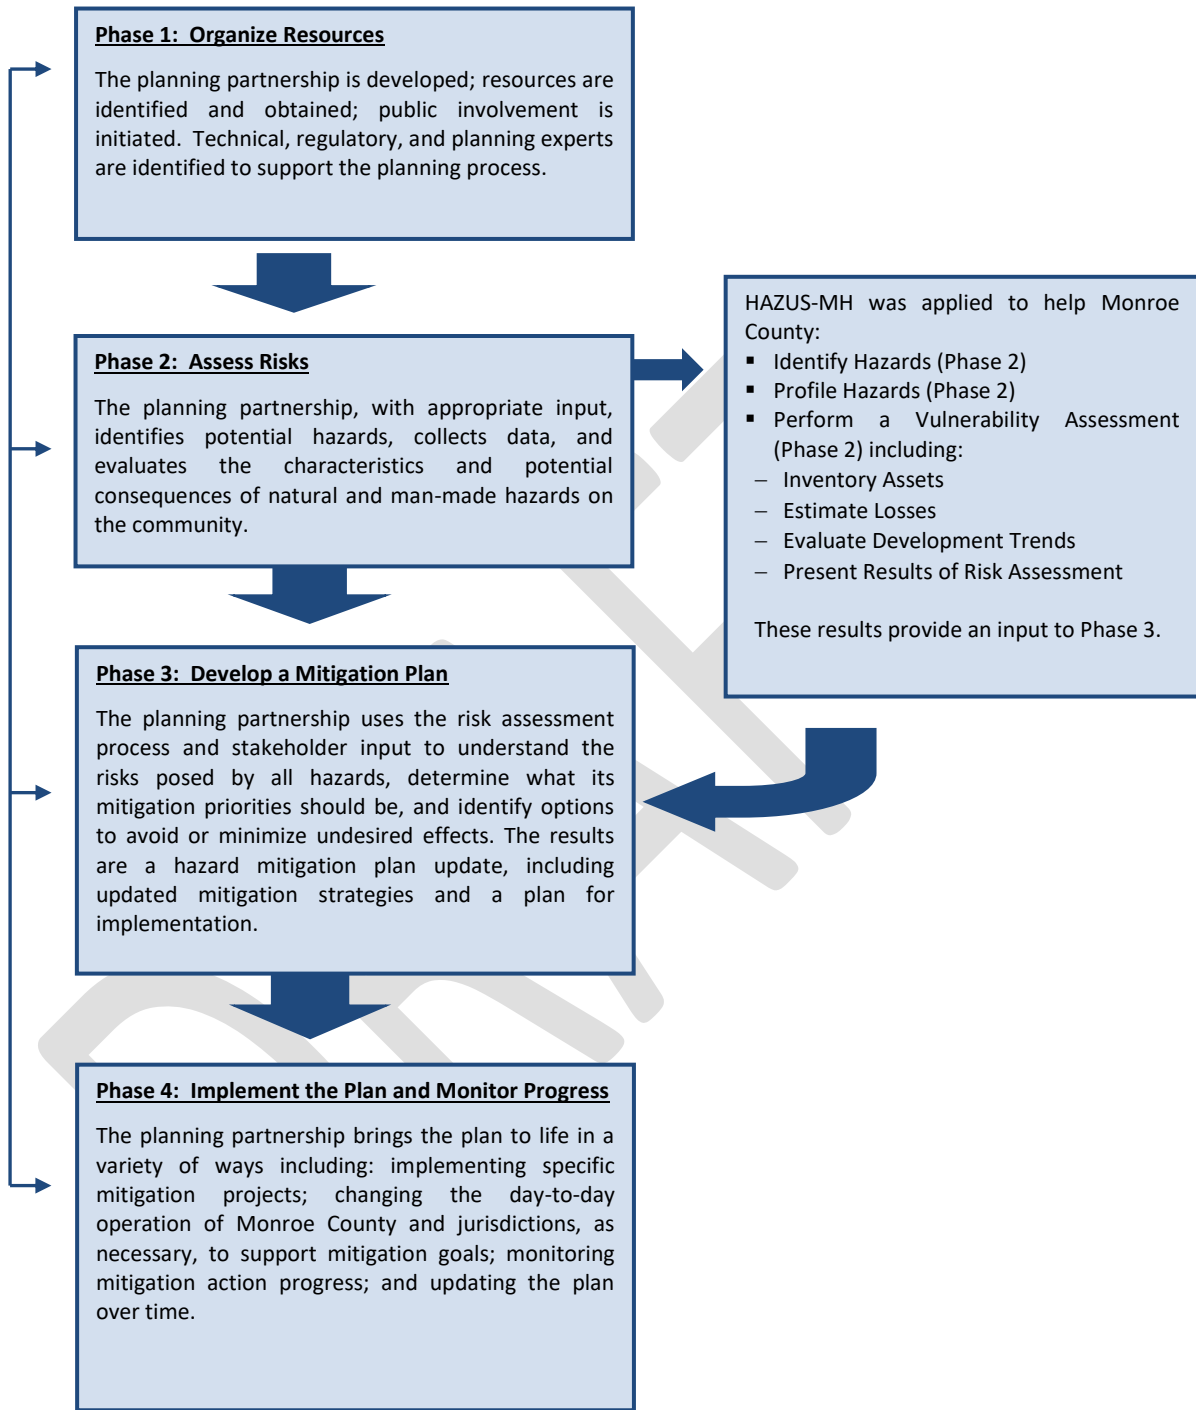 Phase 1:  Organize Resources
The planning partnership is developed; resources are
identified and obtained; public involvement is
initiated.  Technical, regulatory, and planning experts
are identified to support the planning process.
Phase 2:  Assess Risks
The planning partnership, with appropriate input,
identifies potential hazards, collects data, and
evaluates the characteristics and potential
consequences of natural and man-made hazards on
the community.
HAZUS-MH was applied to help Monroe
County:
▪ Identify Hazards (Phase 2)
▪ Profile Hazards (Phase 2)
▪ Perform a Vulnerability Assessment
(Phase 2) including:
– Inventory Assets
– Estimate Losses
– Evaluate Development Trends
– Present Results of Risk Assessment
These results provide an input to Phase 3.
Phase 3:  Develop a Mitigation Plan
The planning partnership uses the risk assessment
process and stakeholder input to understand the
risks posed by all hazards, determine what its
mitigation priorities should be, and identify options
to avoid or minimize undesired effects. The results
are a hazard mitigation plan update, including
updated mitigation strategies and a plan for
implementation.
Phase 4:  Implement the Plan and Monitor Progress
The planning partnership brings the plan to life in a
variety of ways including: implementing specific
mitigation projects; changing the day-to-day
operation of Monroe County and jurisdictions, as
necessary, to support mitigation goals; monitoring
mitigation action progress; and updating the plan
over time.
DRAFT